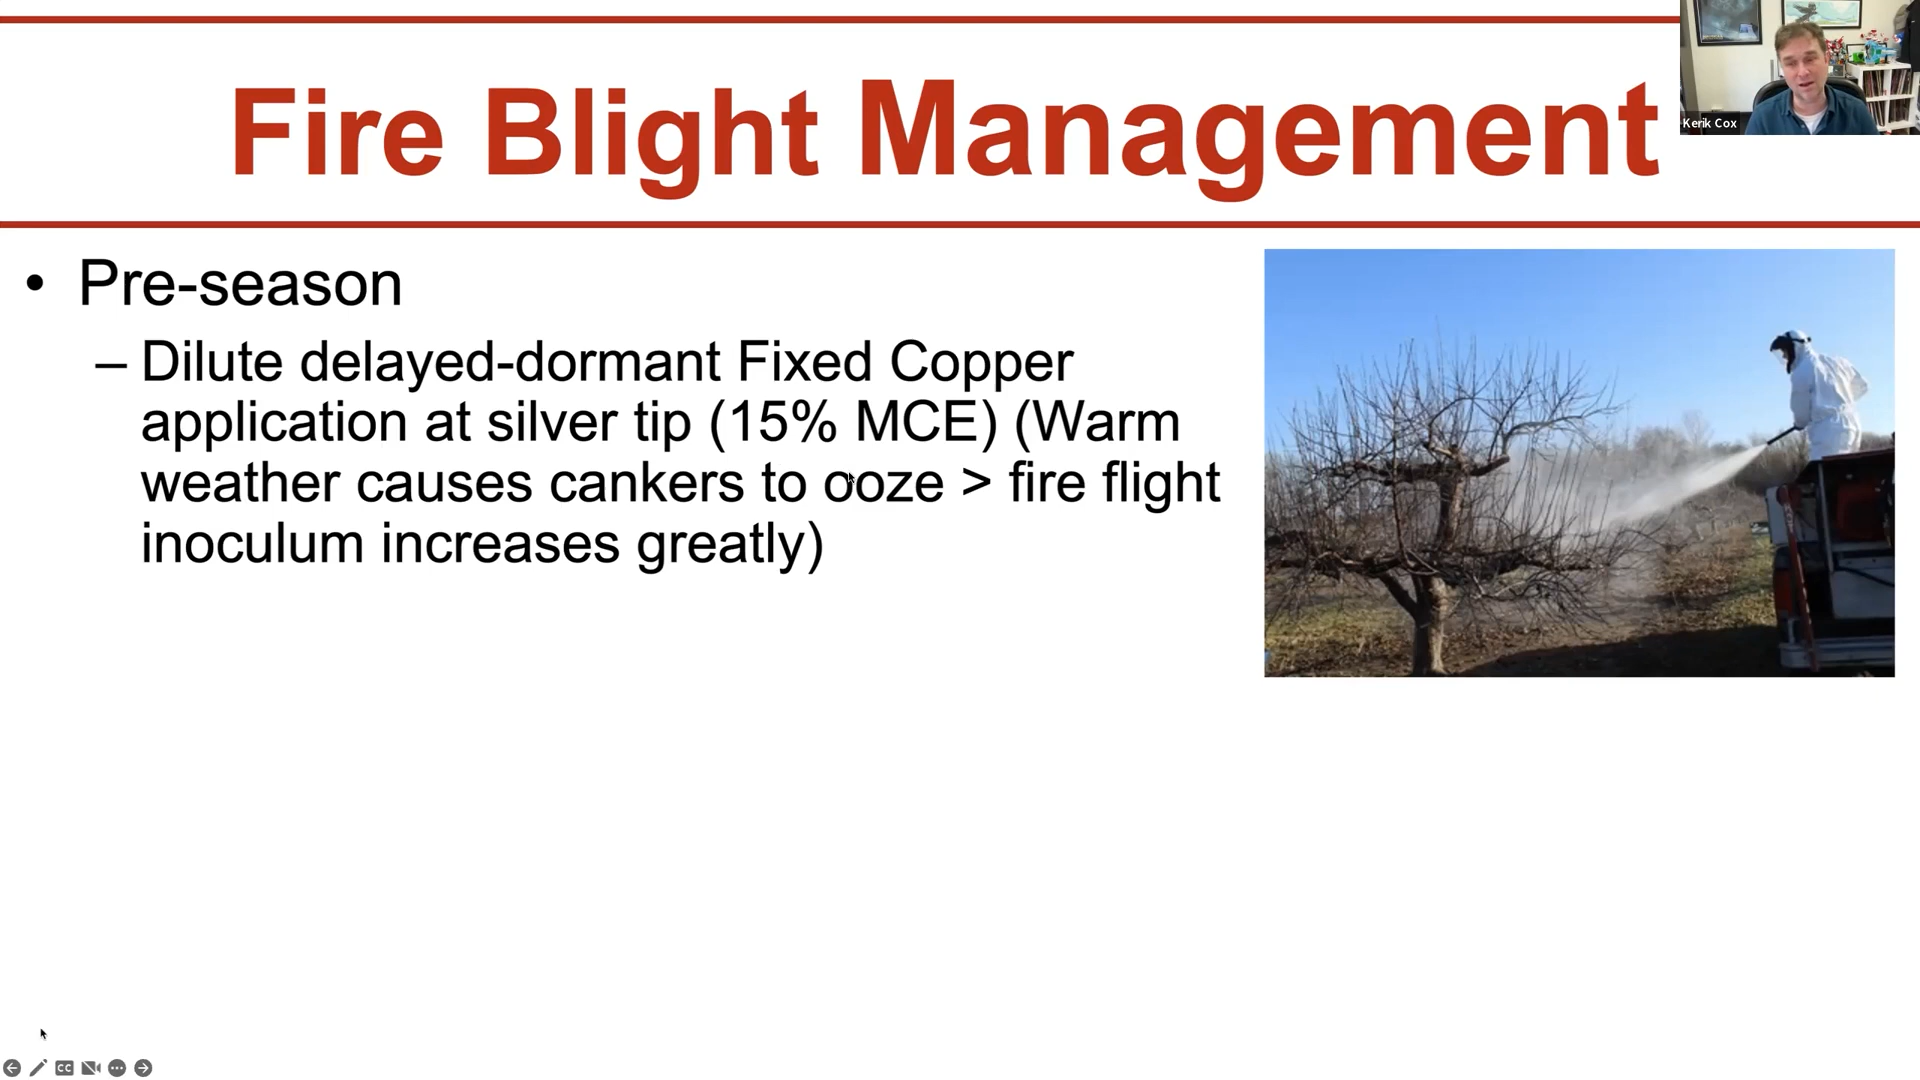 Fire Blight Management
Kerik Cox
• Pre-season
– Dilute delayed-dormant Fixed Copper
application at silver tip (15% MCE) (Warm
weather causes cankers to ooze > fire flight
inoculum increases greatly)
CC